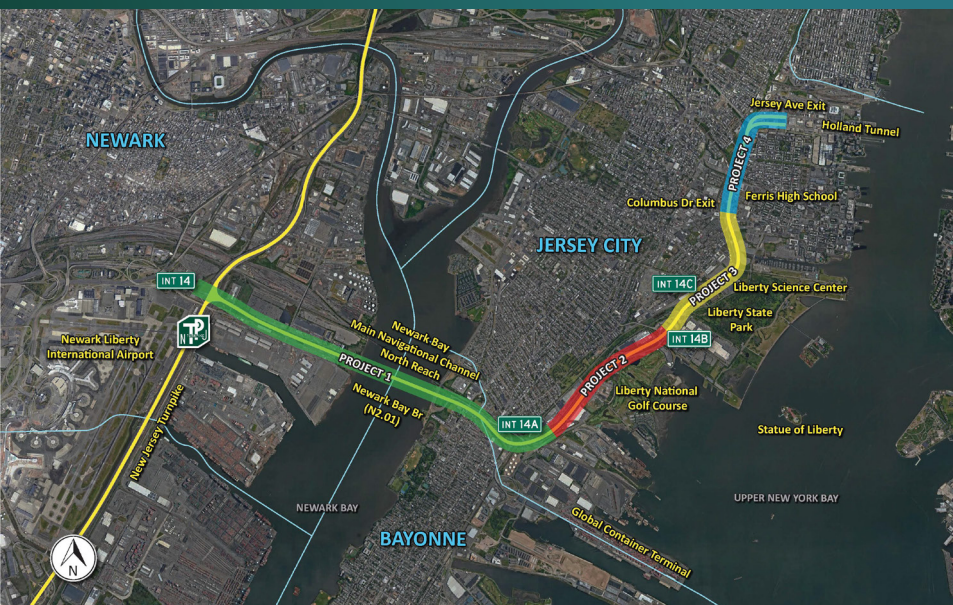 Jersey Ave Exit
Holland Tunnel
NEWARK
PROJECT 4
Columbus Dr Exit
Ferris High School
JERSEY CITY
INT 14
INT 14C
PROJECT 3
Liberty Science Center
Liberty State
Park
Newark Liberty
International Airport
TP
Newark Bay
Main Navigational Channel
North Reach
PROJECT 1
Newark Bay Br
(N2.01)
INT 14B
PROJECT 2
Liberty National
Golf Course
New Jersey Turnpike
INT 14A
Statue of Liberty
NEWARK BAY
UPPER NEW YORK BAY
BAYONNE
Global Container Terminal
N